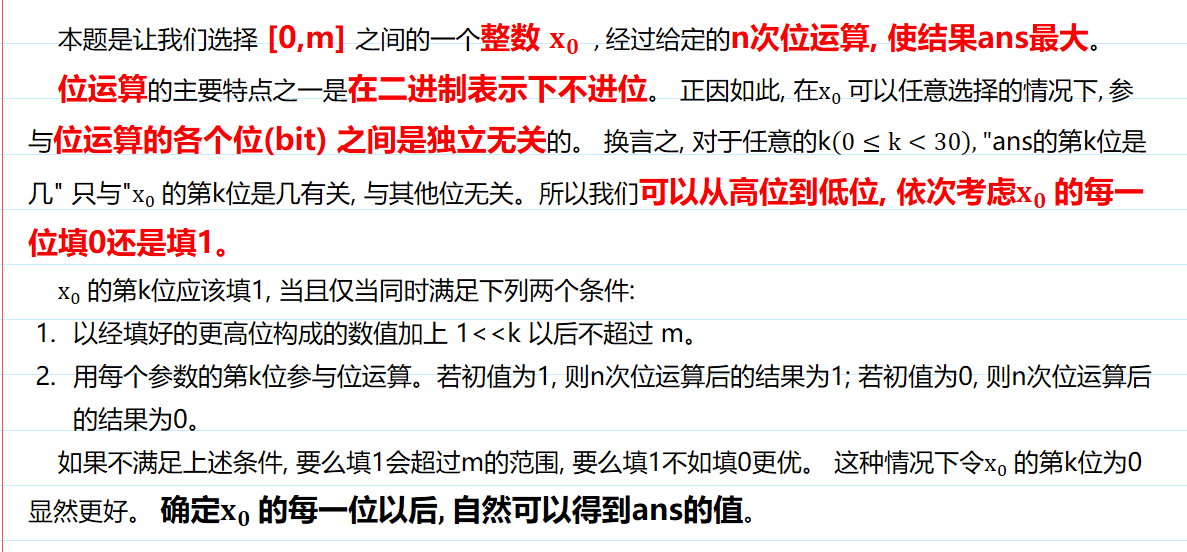 本题是让我们选择 [0,m] 之间的一个整数 x₀ , 经过给定的n次位运算, 使结果ans最大。
位运算的主要特点之一是在二进制表示下不进位。 正因如此, 在x₀ 可以任意选择的情况下, 参
与位运算的各个位(bit) 之间是独立无关的。 换言之, 对于任意的k(0 ≤ k < 30), "ans的第k位是
几" 只与"x₀ 的第k位是几有关, 与其他位无关。所以我们可以从高位到低位, 依次考虑x₀ 的每一
位填0还是填1。
x₀ 的第k位应该填1, 当且仅当同时满足下列两个条件:
1. 以经填好的更高位构成的数值加上 1<<k 以后不超过 m。
2. 用每个参数的第k位参与位运算。若初值为1, 则n次位运算后的结果为1; 若初值为0, 则n次位运算后
的结果为0。
如果不满足上述条件, 要么填1会超过m的范围, 要么填1不如填0更优。 这种情况下令x₀ 的第k位为0
显然更好。 确定x₀ 的每一位以后, 自然可以得到ans的值。